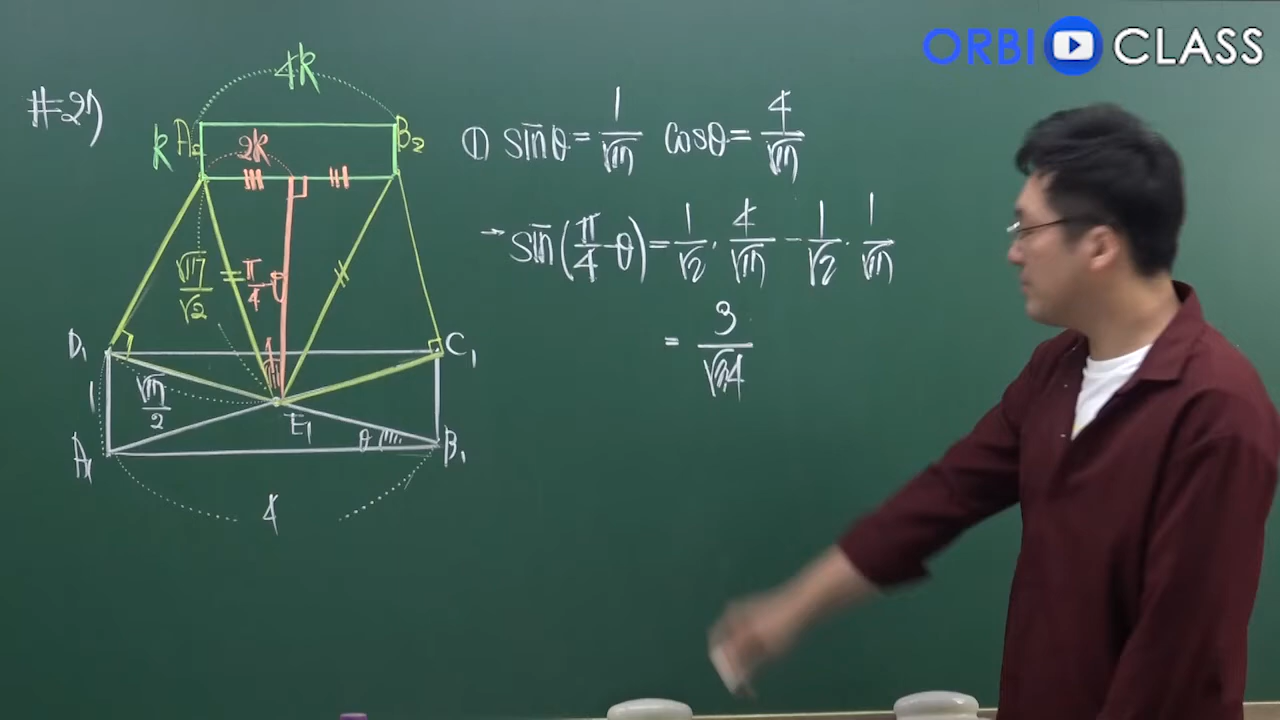 ORBI CLASS
#27)
4k
k A₂ 2k B₂
① sinθ = 1/√17 cosθ = 4/√17
→ sin(π/4 - θ) = 1/√2 · 4/√17 - 1/√2 · 1/√17
= 3/√34
√17/√2 π/4 - θ
D₁ C₁
1 √17/2
E₁ θ
A₁ B₁
4